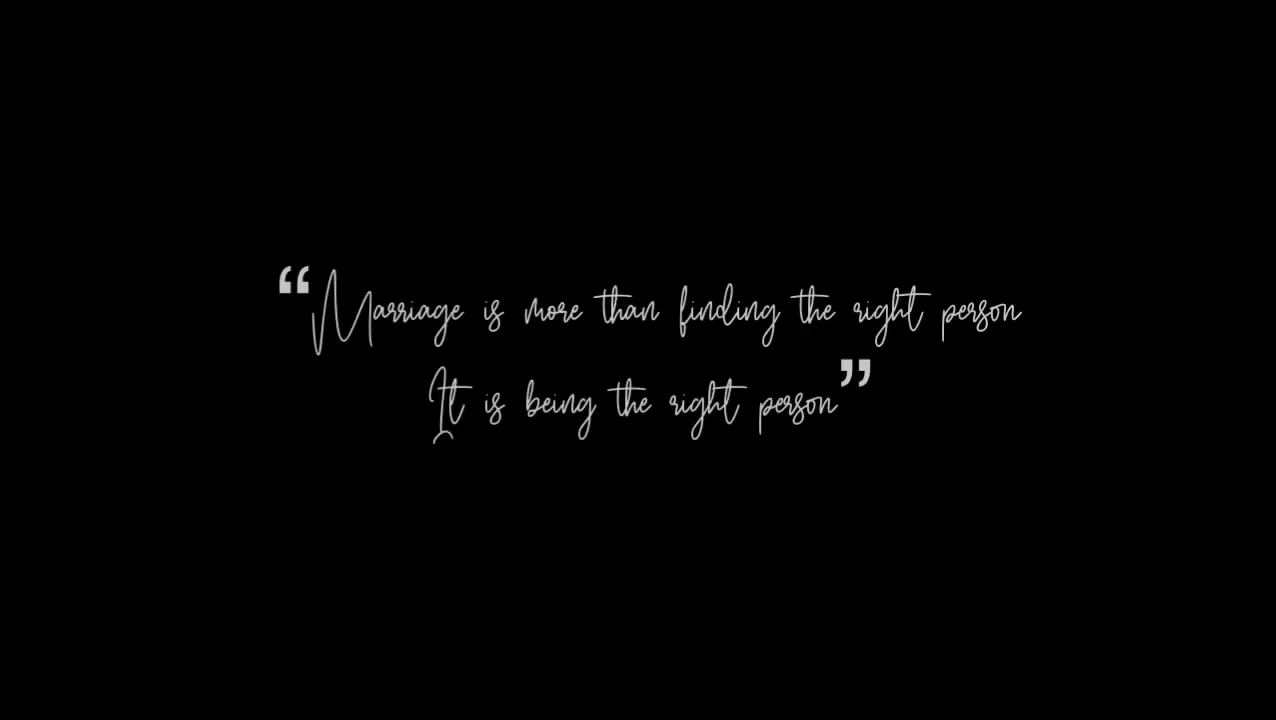 “Marriage is more than finding the right person
It is being the right person”